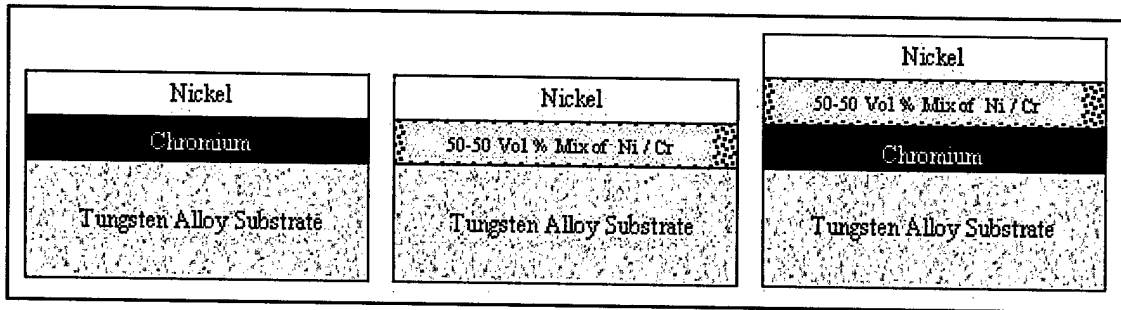 Nickel
Chromium
Tungsten Alloy Substrate
Nickel
50-50 Vol % Mix of Ni / Cr
Tungsten Alloy Substrate
Nickel
50-50 Vol % Mix of Ni / Cr
Chromium
Tungsten Alloy Substrate